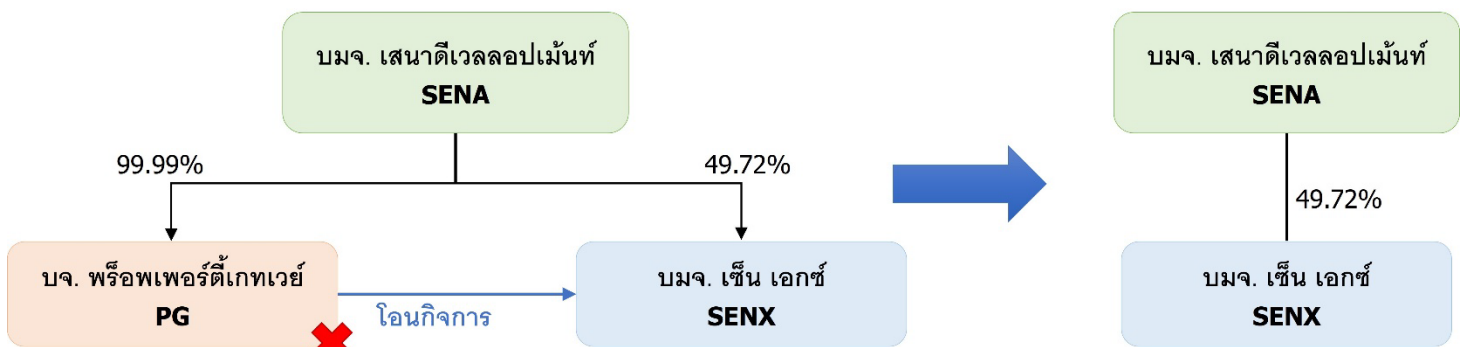 บมจ. เสนาดีเวลลอปเม้นท์
SENA
99.99%
49.72%
บจ. พร็อพเพอร์ตี้เกทเวย์
PG
โอนกิจการ
บมจ. เซ็น เอกซ์
SENX
บมจ. เสนาดีเวลลอปเม้นท์
SENA
49.72%
บมจ. เซ็น เอกซ์
SENX